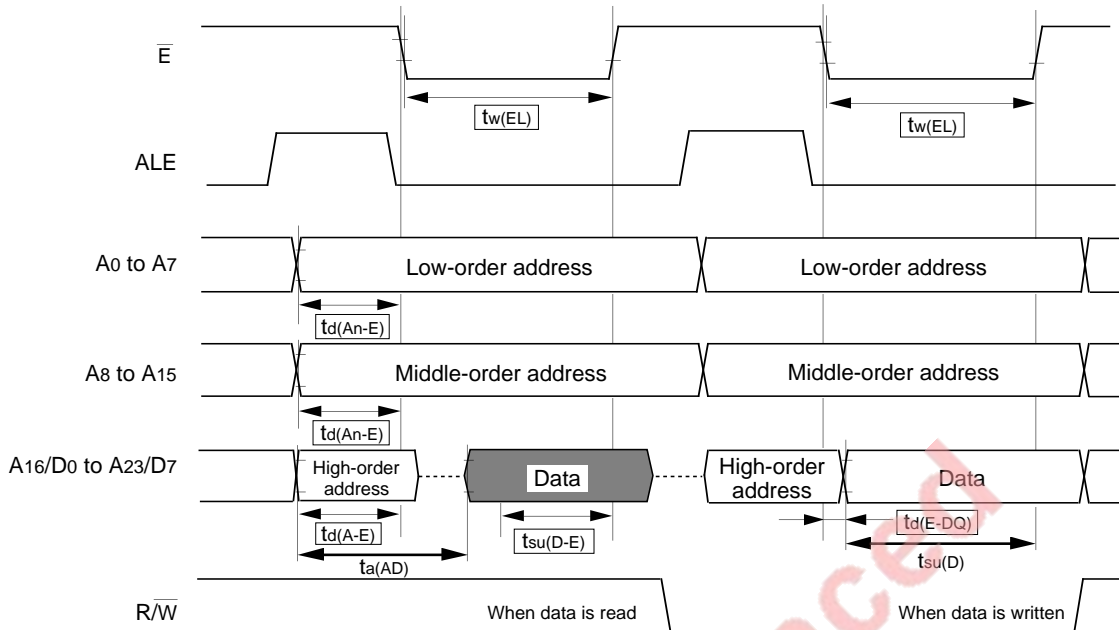 E
tw(EL) tw(EL)
ALE
A0 to A7 Low-order address Low-order address
td(An-E)
A8 to A15 Middle-order address Middle-order address
td(An-E)
A16/D0 to A23/D7 High-order address Data High-order address Data
td(A-E) tsu(D-E) td(E-DQ)
ta(AD) tsu(D)
R/W When data is read When data is written
nced